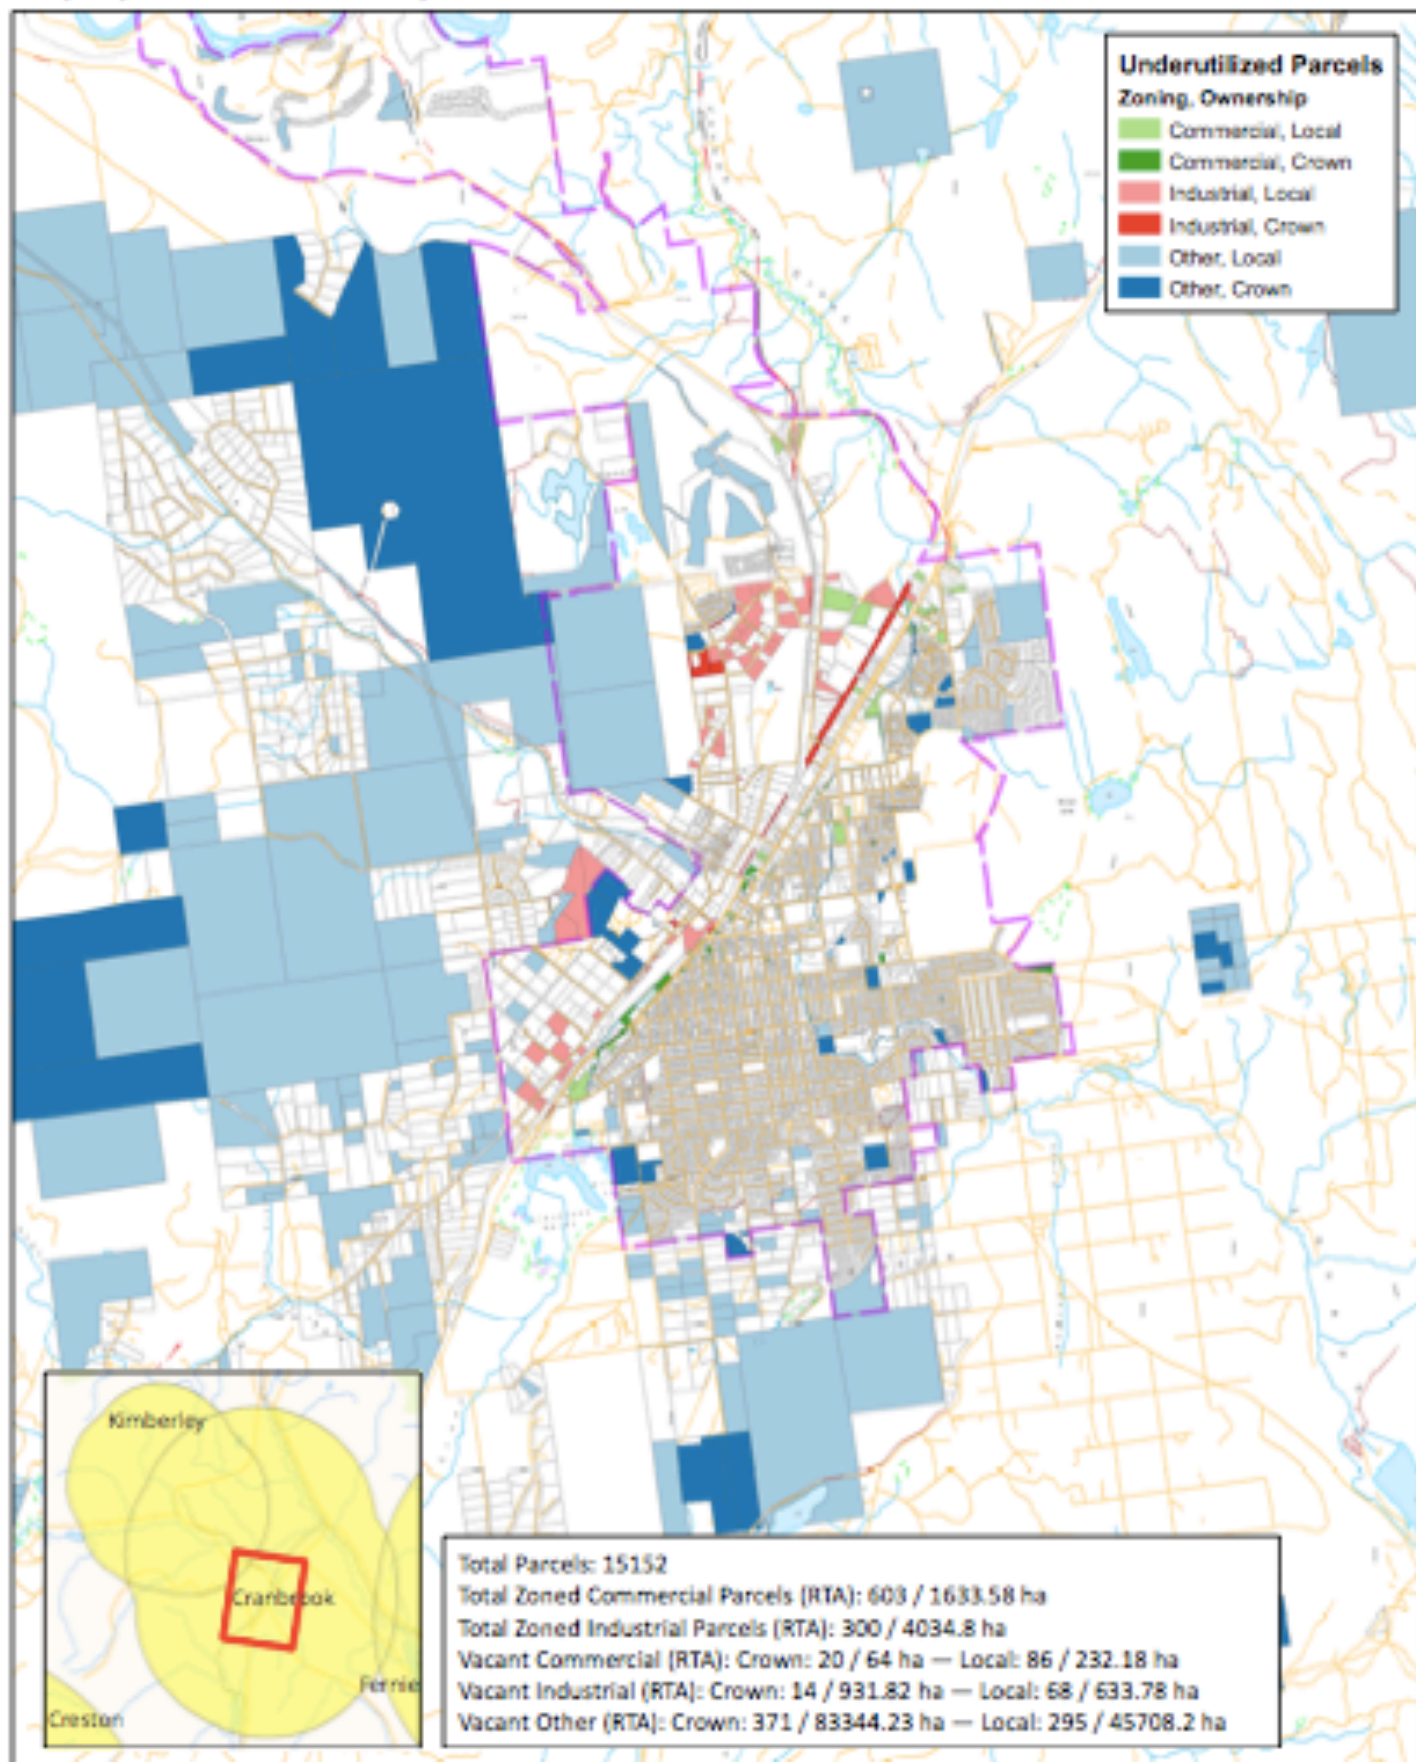 Underutilized Parcels
Zoning, Ownership
Commercial, Local
Commercial, Crown
Industrial, Local
Industrial, Crown
Other, Local
Other, Crown
Kimberley
Cranbrook
Fernie
Creston
Total Parcels: 15152
Total Zoned Commercial Parcels (RTA): 603 / 1633.58 ha
Total Zoned Industrial Parcels (RTA): 300 / 4034.8 ha
Vacant Commercial (RTA): Crown: 20 / 64 ha — Local: 86 / 232.18 ha
Vacant Industrial (RTA): Crown: 14 / 931.82 ha — Local: 68 / 633.78 ha
Vacant Other (RTA): Crown: 371 / 83344.23 ha — Local: 295 / 45708.2 ha